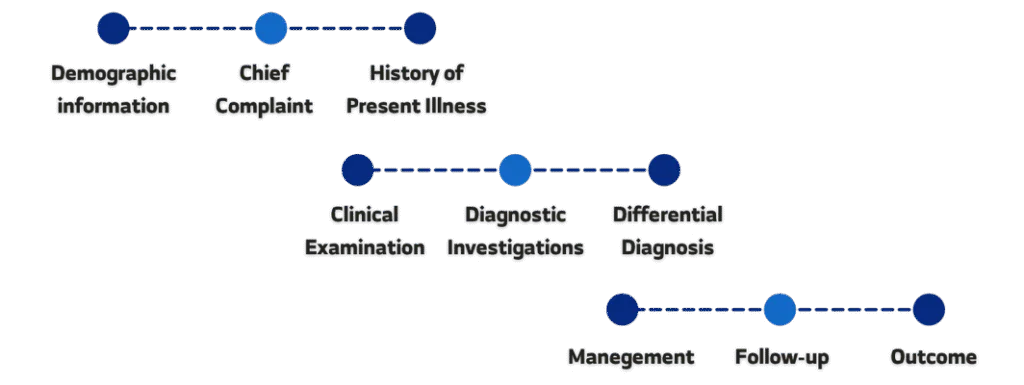 Demographic
information
Chief
Complaint
History of
Present Illness
Clinical
Examination
Diagnostic
Investigations
Differential
Diagnosis
Manegement
Follow-up
Outcome